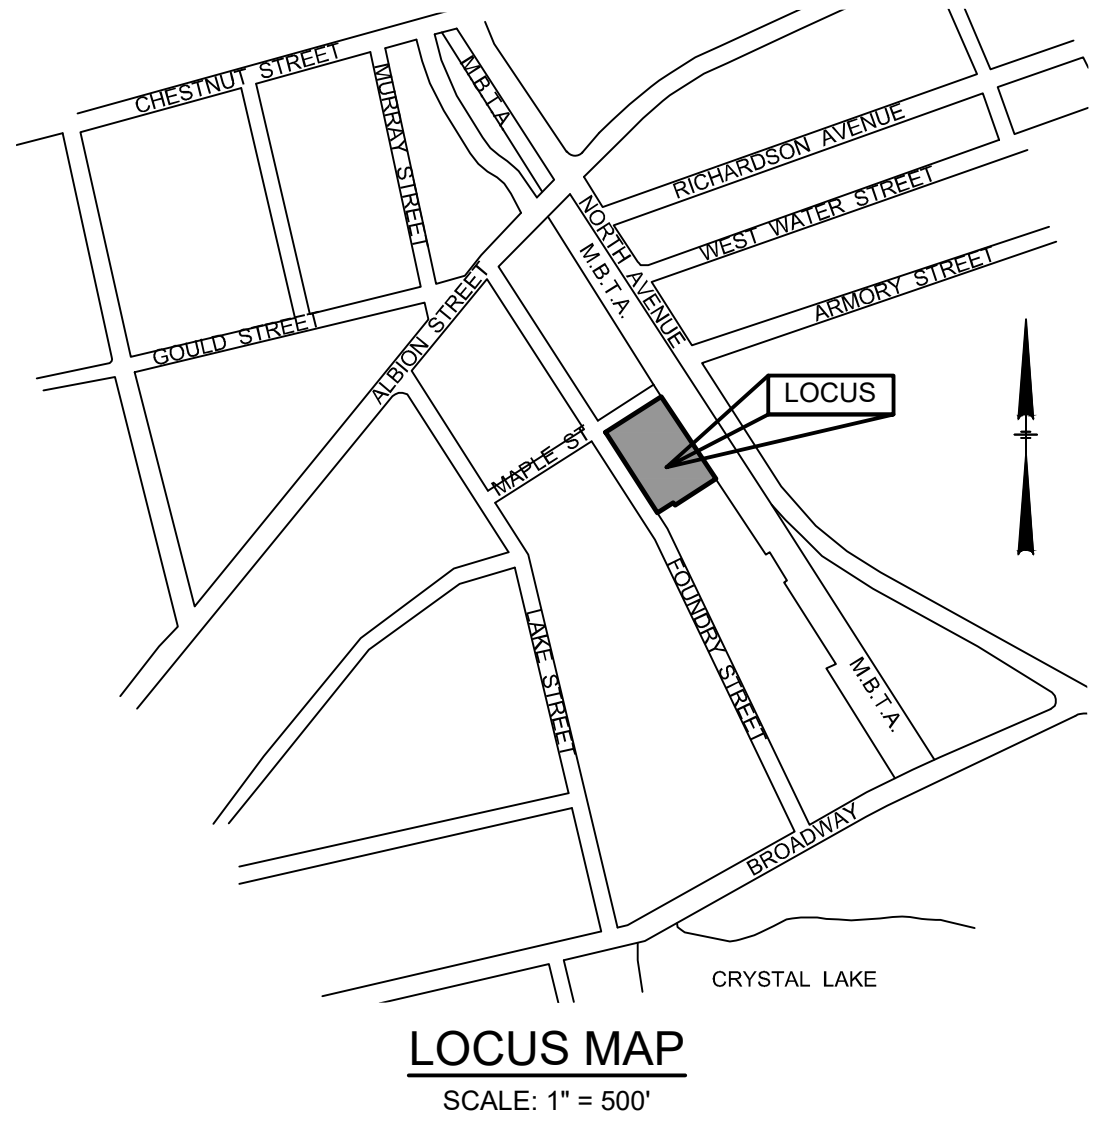 CHESTNUT STREET
M.B.T.A.
MURRAY STREET
RICHARDSON AVENUE
WEST WATER STREET
NORTH AVENUE
M.B.T.A.
ARMORY STREET
GOULD STREET
ALBION STREET
LOCUS
MAPLE ST
FOUNDRY STREET
LAKE STREET
M.B.T.A.
BROADWAY
CRYSTAL LAKE
LOCUS MAP
SCALE: 1" = 500'